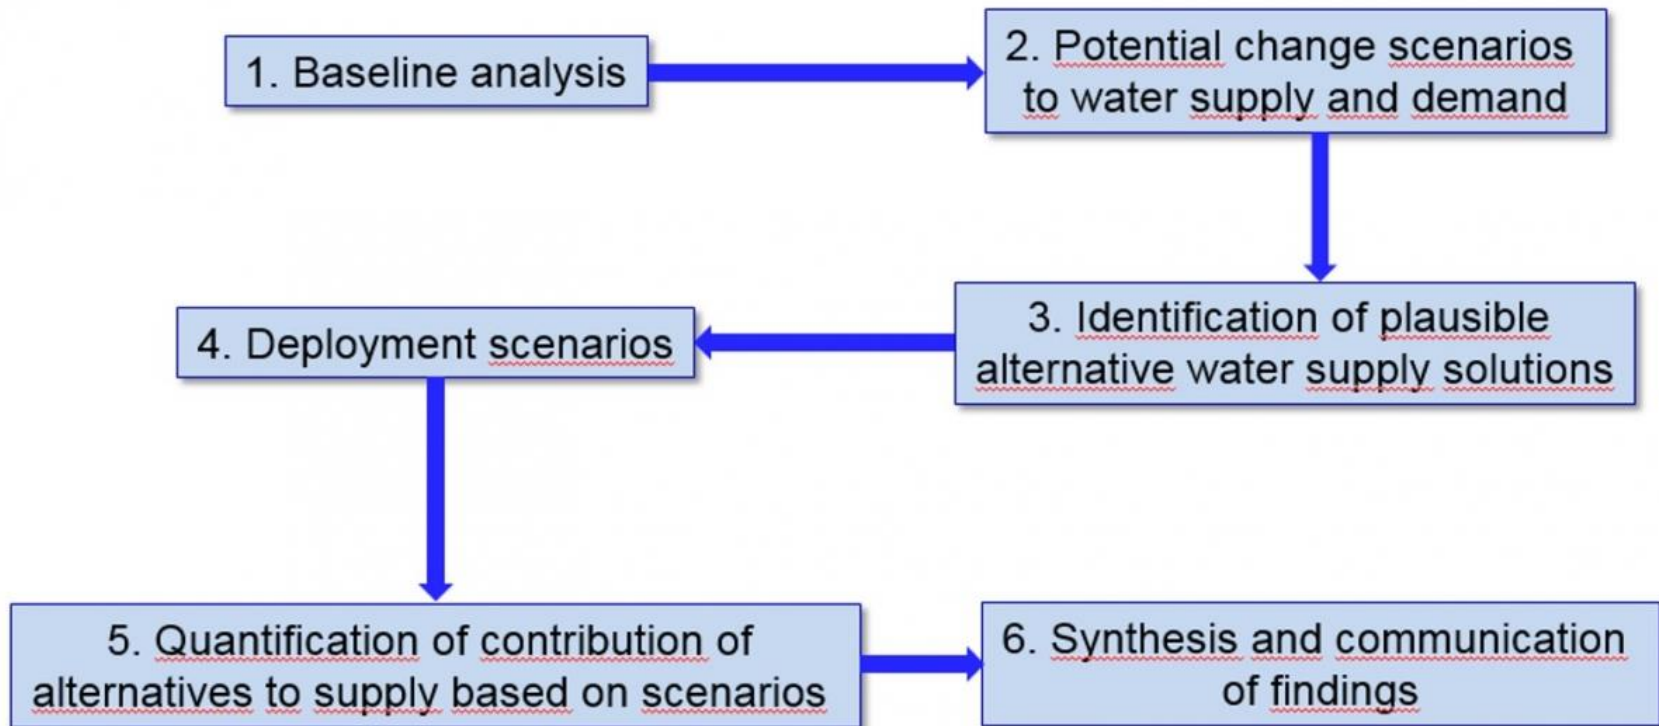 1. Baseline analysis
2. Potential change scenarios
to water supply and demand
3. Identification of plausible
alternative water supply solutions
4. Deployment scenarios
5. Quantification of contribution of
alternatives to supply based on scenarios
6. Synthesis and communication
of findings